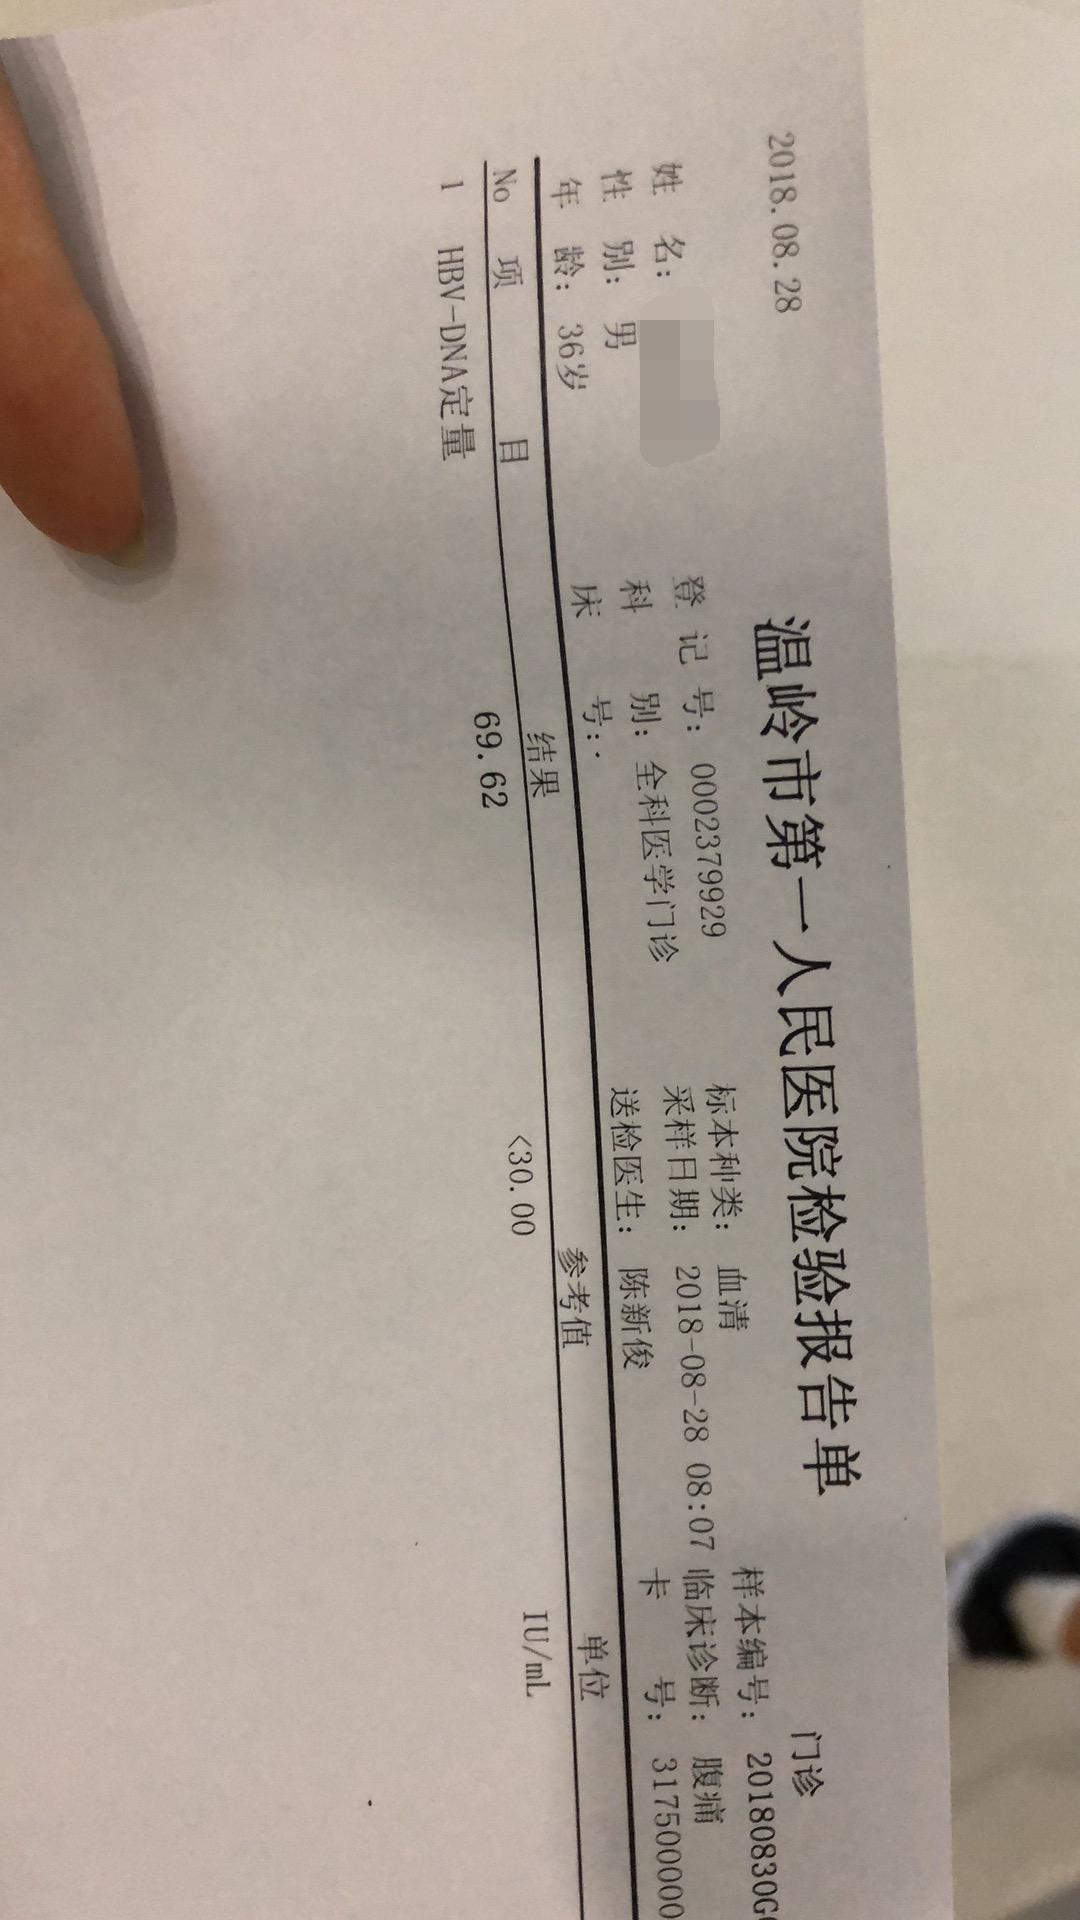 2018.08.28
温岭市第一人民医院检验报告单
门诊
姓 名:
登 记 号: 0002379929
标本种类: 血清
样本编号: 20180830G
性 别: 男
科 别: 全科医学门诊
采样日期: 2018-08-28 08:07
临床诊断: 腹痛
年 龄: 36岁
床 号:.
送检医生: 陈新俊
卡 号: 317500000
No 项 目 结果 参考值 单位
1 HBV-DNA定量 69.62 <30.00 IU/mL